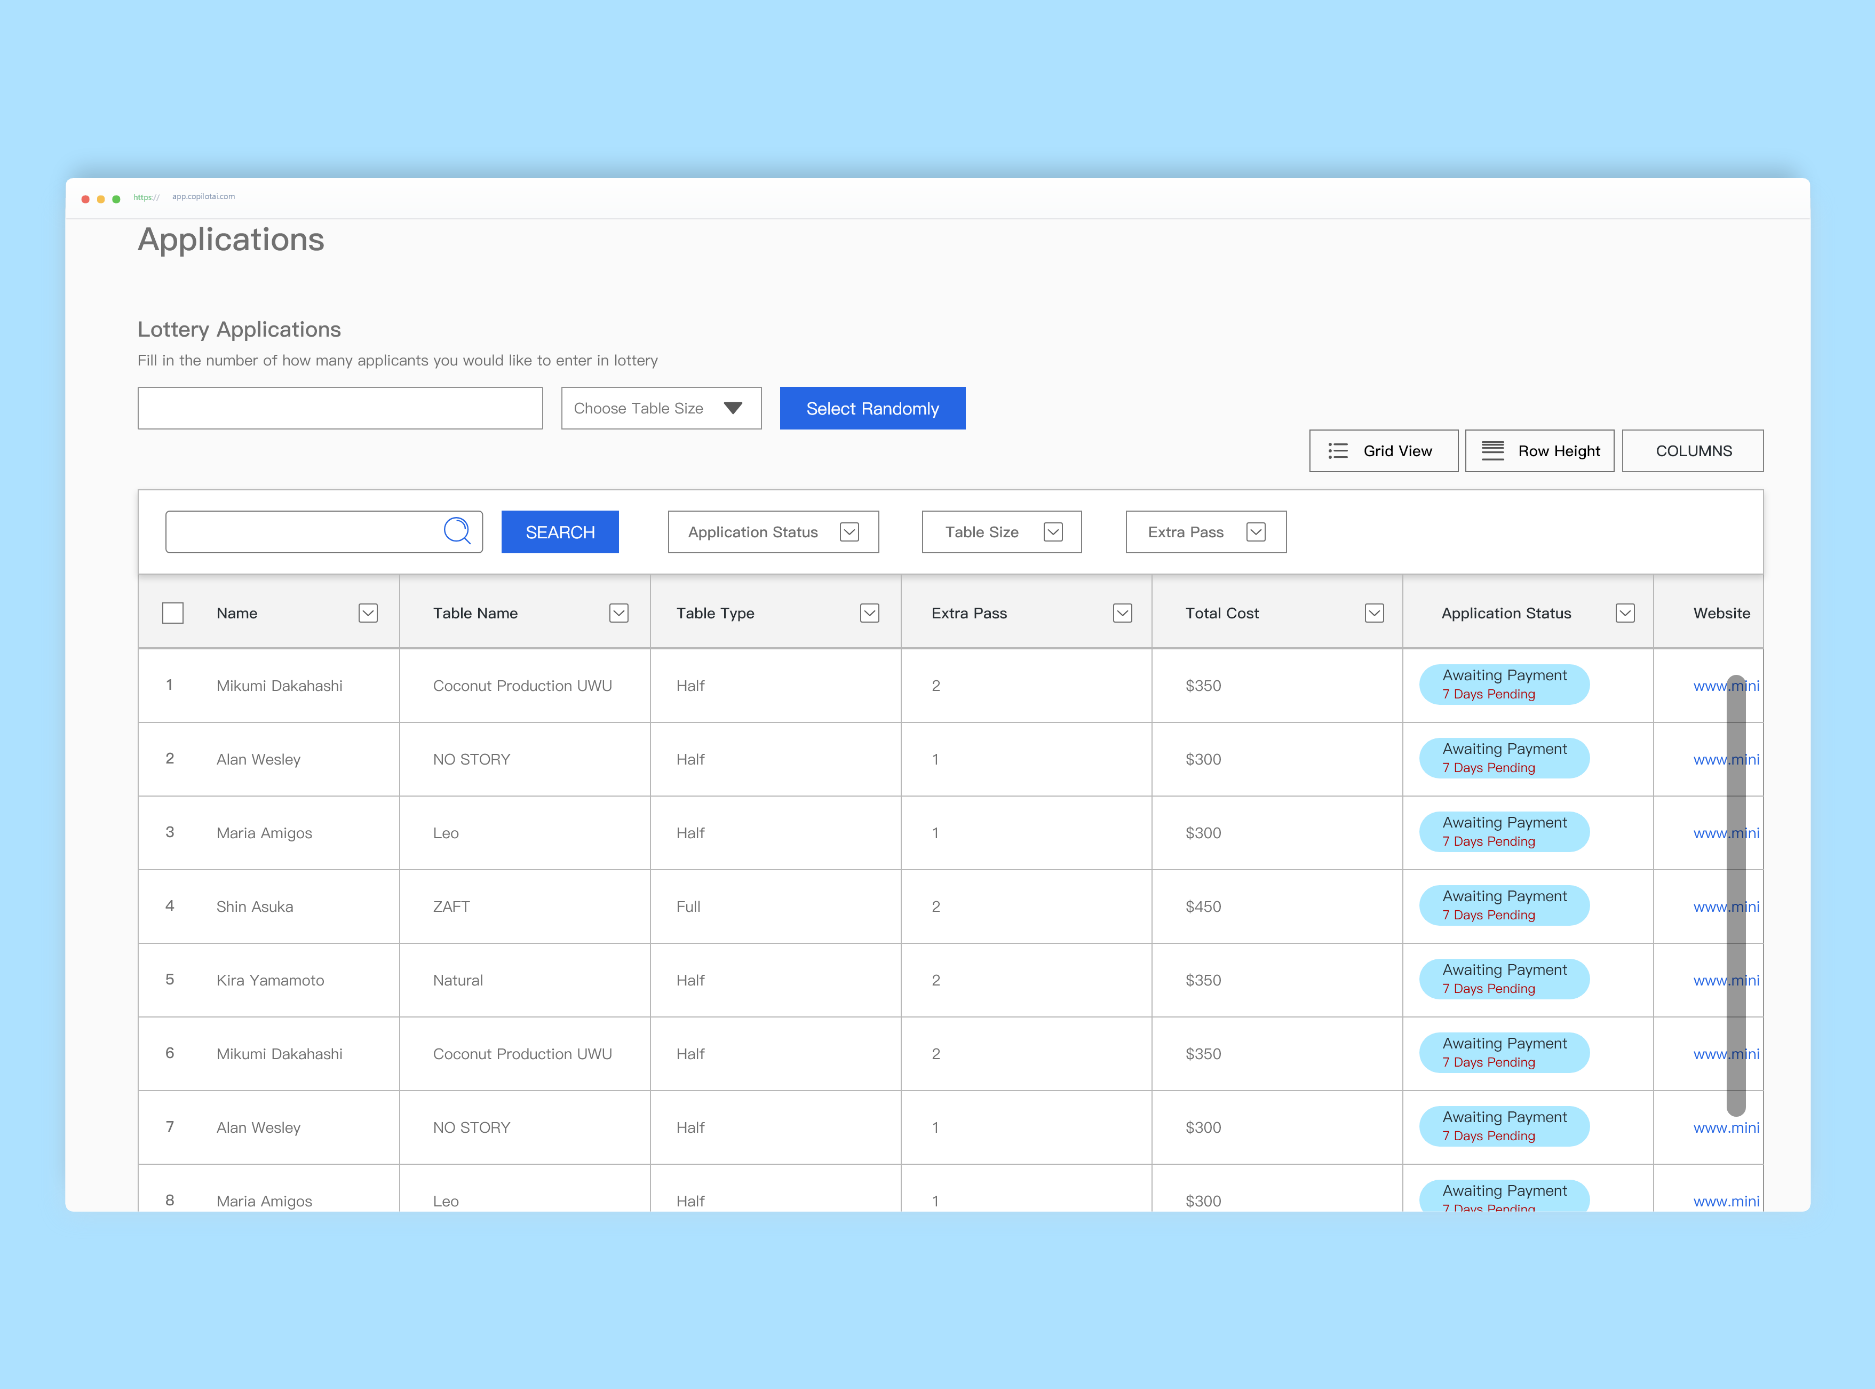 https:// app.copilotai.com
Applications
Lottery Applications
Fill in the number of how many applicants you would like to enter in lottery
Choose Table Size Select Randomly
Grid View Row Height COLUMNS
SEARCH Application Status Table Size Extra Pass
Name Table Name Table Type Extra Pass Total Cost Application Status Website
1 Mikumi Dakahashi Coconut Production UWU Half 2 $350 Awaiting Payment www.mini
7 Days Pending
2 Alan Wesley NO STORY Half 1 $300 Awaiting Payment www.mini
7 Days Pending
3 Maria Amigos Leo Half 1 $300 Awaiting Payment www.mini
7 Days Pending
4 Shin Asuka ZAFT Full 2 $450 Awaiting Payment www.mini
7 Days Pending
5 Kira Yamamoto Natural Half 2 $350 Awaiting Payment www.mini
7 Days Pending
6 Mikumi Dakahashi Coconut Production UWU Half 2 $350 Awaiting Payment www.mini
7 Days Pending
7 Alan Wesley NO STORY Half 1 $300 Awaiting Payment www.mini
7 Days Pending
8 Maria Amigos Leo Half 1 $300 Awaiting Payment www.mini
7 Days Pending